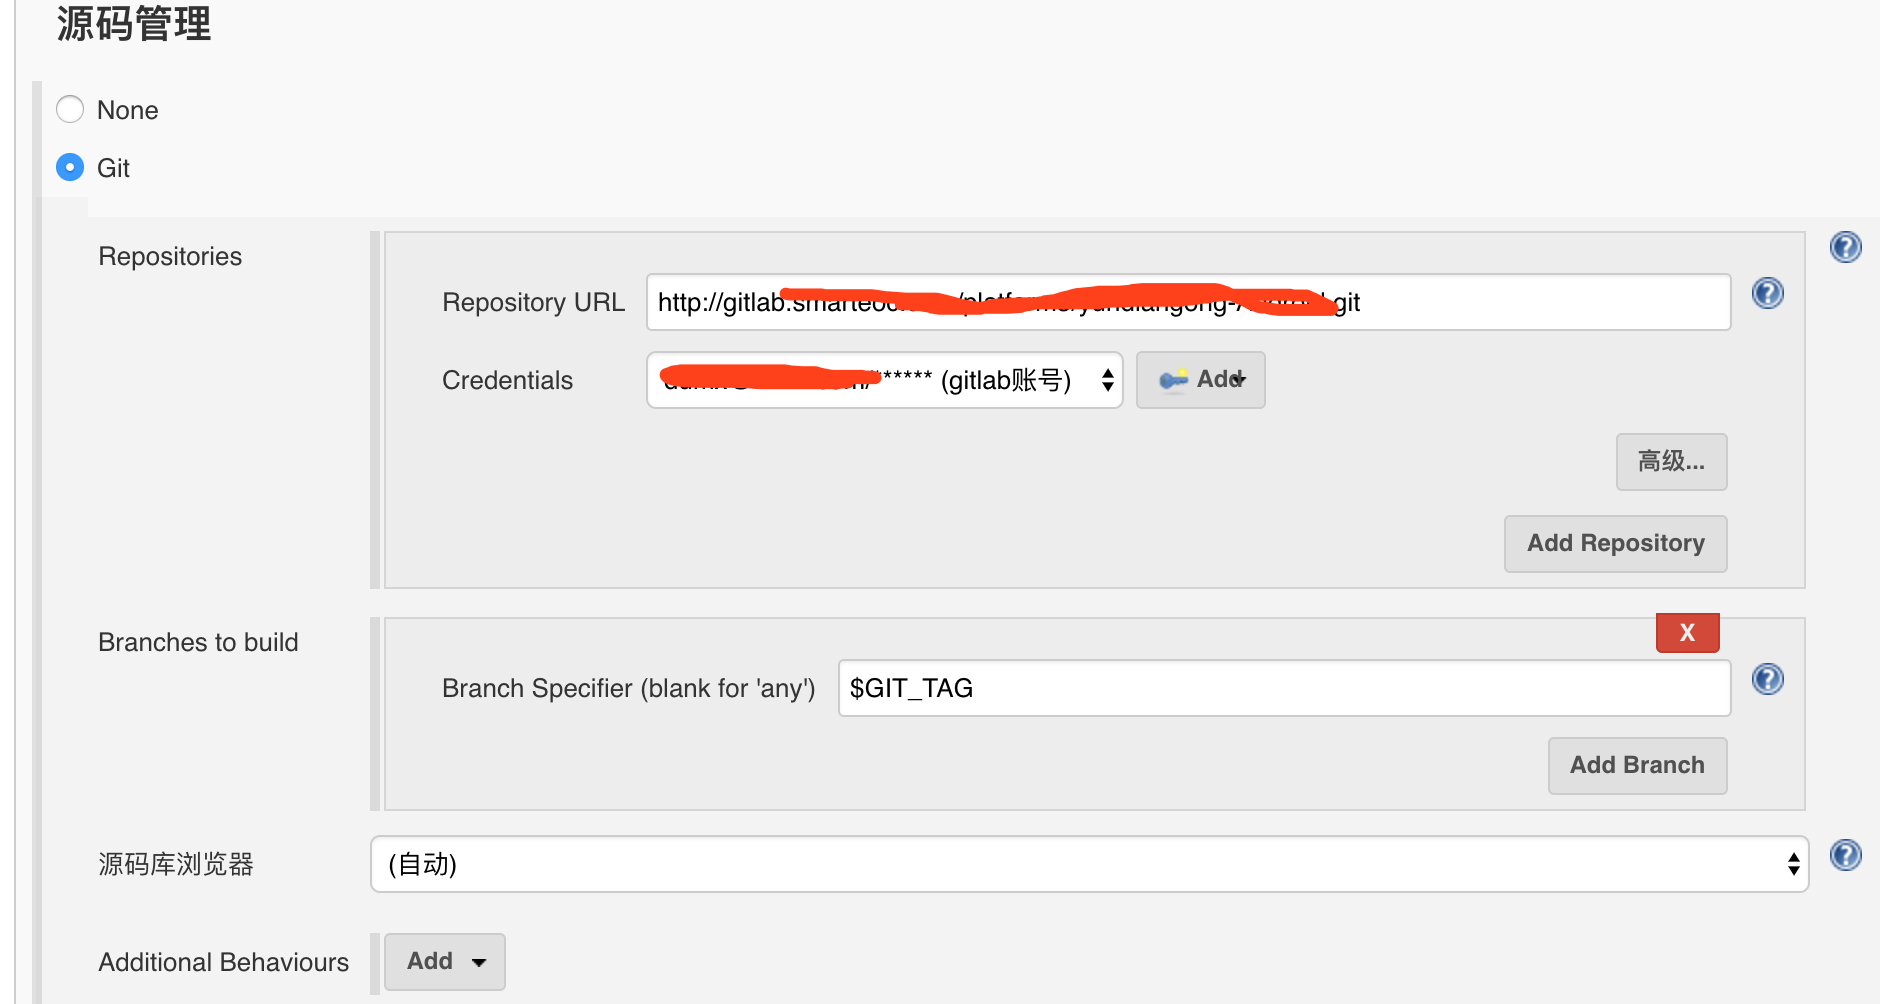 源码管理
None
Git
Repositories
Repository URL
http://gitlab. git
Credentials
****** (gitlab账号)
Add
高级...
Add Repository
Branches to build
X
Branch Specifier (blank for 'any')
$GIT_TAG
Add Branch
源码库浏览器
(自动)
Additional Behaviours
Add